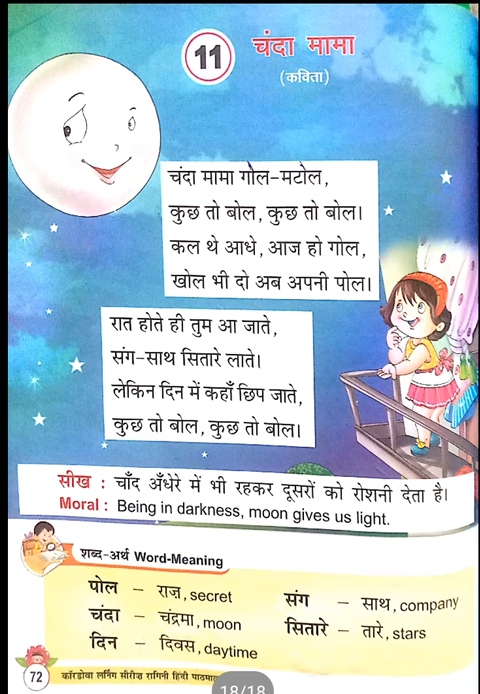 11 चंदा मामा
(कविता)
चंदा मामा गोल-मटोल,
कुछ तो बोल, कुछ तो बोल।
कल थे आधे, आज हो गोल,
खोल भी दो अब अपनी पोल।
रात होते ही तुम आ जाते,
संग-साथ सितारे लाते।
लेकिन दिन में कहाँ छिप जाते,
कुछ तो बोल, कुछ तो बोल।
सीख : चाँद अँधेरे में भी रहकर दूसरों को रोशनी देता है।
Moral : Being in darkness, moon gives us light.
शब्द-अर्थ Word-Meaning
पोल – राज़, secret
चंदा – चंद्रमा, moon
दिन – दिवस, daytime
संग – साथ, company
सितारे – तारे, stars
72 कॉरडोवा लर्निंग सीरीज़ रागिनी हिंदी
18/18